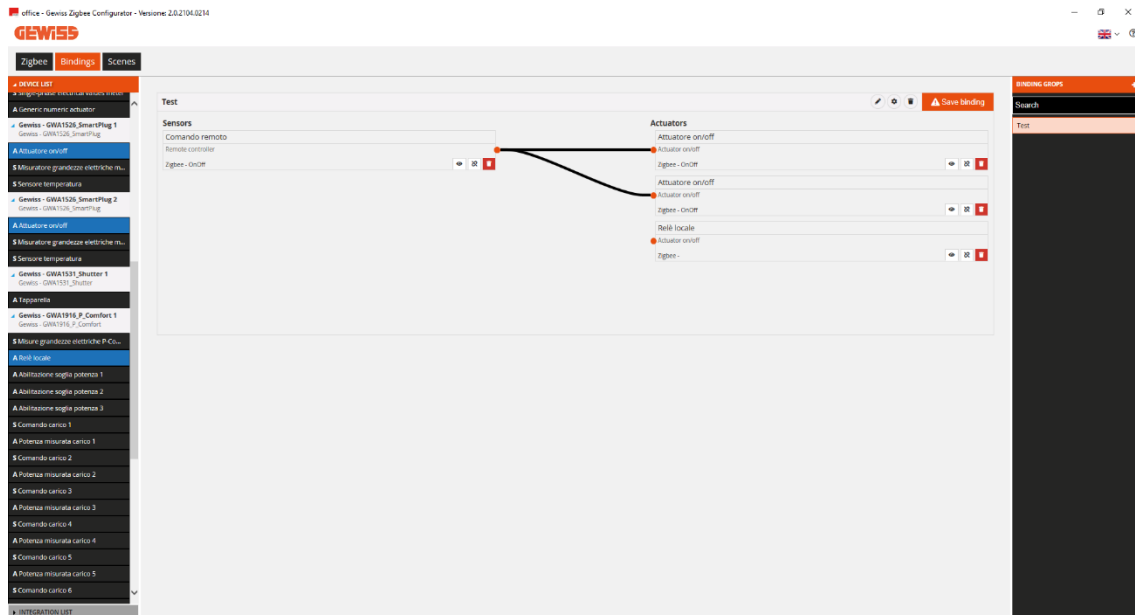 office - Gewiss Zigbee Configurator - Versione: 2.0.2104.0214
GEWISS
Zigbee Bindings Scenes
DEVICE LIST
S Single-phase electrical values meter
A Generic numeric actuator
Gewiss - GWA1526_SmartPlug 1
Gewiss - GWA1526_SmartPlug
A Attuatore on/off
S Misuratore grandezze elettriche m...
S Sensore temperatura
Gewiss - GWA1526_SmartPlug 2
Gewiss - GWA1526_SmartPlug
A Attuatore on/off
S Misuratore grandezze elettriche m...
S Sensore temperatura
Gewiss - GWA1531_Shutter 1
Gewiss - GWA1531_Shutter
A Tapparella
Gewiss - GWA1916_P_Comfort 1
Gewiss - GWA1916_P_Comfort
S Misure grandezze elettriche P-Co...
A Relè locale
A Abilitazione soglia potenza 1
A Abilitazione soglia potenza 2
A Abilitazione soglia potenza 3
S Comando carico 1
A Potenza misurata carico 1
S Comando carico 2
A Potenza misurata carico 2
S Comando carico 3
A Potenza misurata carico 3
S Comando carico 4
A Potenza misurata carico 4
S Comando carico 5
A Potenza misurata carico 5
S Comando carico 6
INTEGRATION LIST
Test
Save binding
Sensors
Comando remoto
Remote controller
Zigbee - OnOff
Actuators
Attuatore on/off
Actuator on/off
Zigbee - OnOff
Attuatore on/off
Actuator on/off
Zigbee - OnOff
Relè locale
Actuator on/off
Zigbee -
BINDING GROPS
Search
Test